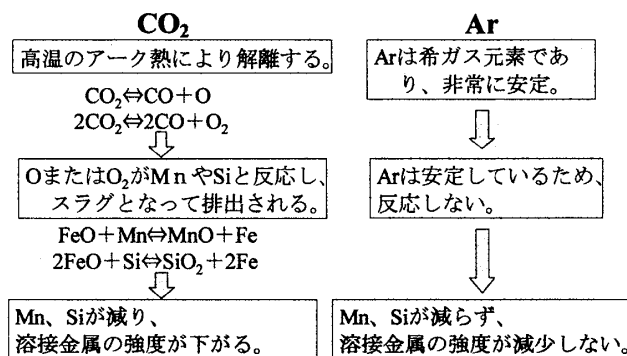 CO₂
高温のアーク熱により解離する。
CO₂⇔CO+O
2CO₂⇔2CO+O₂
OまたはO₂がMnやSiと反応し、
スラグとなって排出される。
FeO+Mn⇔MnO+Fe
2FeO+Si⇔SiO₂+2Fe
Mn、Siが減り、
溶接金属の強度が下がる。
Ar
Arは希ガス元素であ
り、非常に安定。
Arは安定しているため、
反応しない。
Mn、Siが減らず、
溶接金属の強度が減少しない。